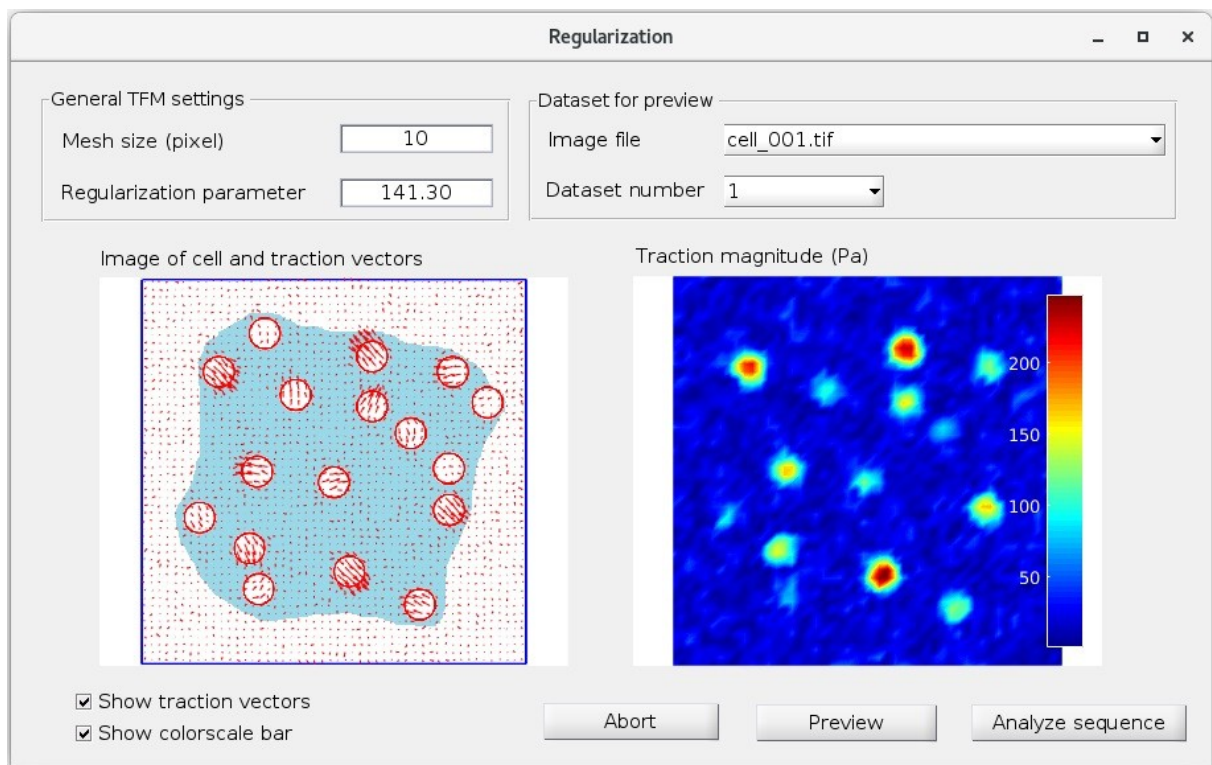 Regularization
General TFM settings
Mesh size (pixel) 10
Regularization parameter 141.30
Dataset for preview
Image file cell_001.tif
Dataset number 1
Image of cell and traction vectors
Traction magnitude (Pa)
200
150
100
50
Show traction vectors
Show colorscale bar
Abort
Preview
Analyze sequence